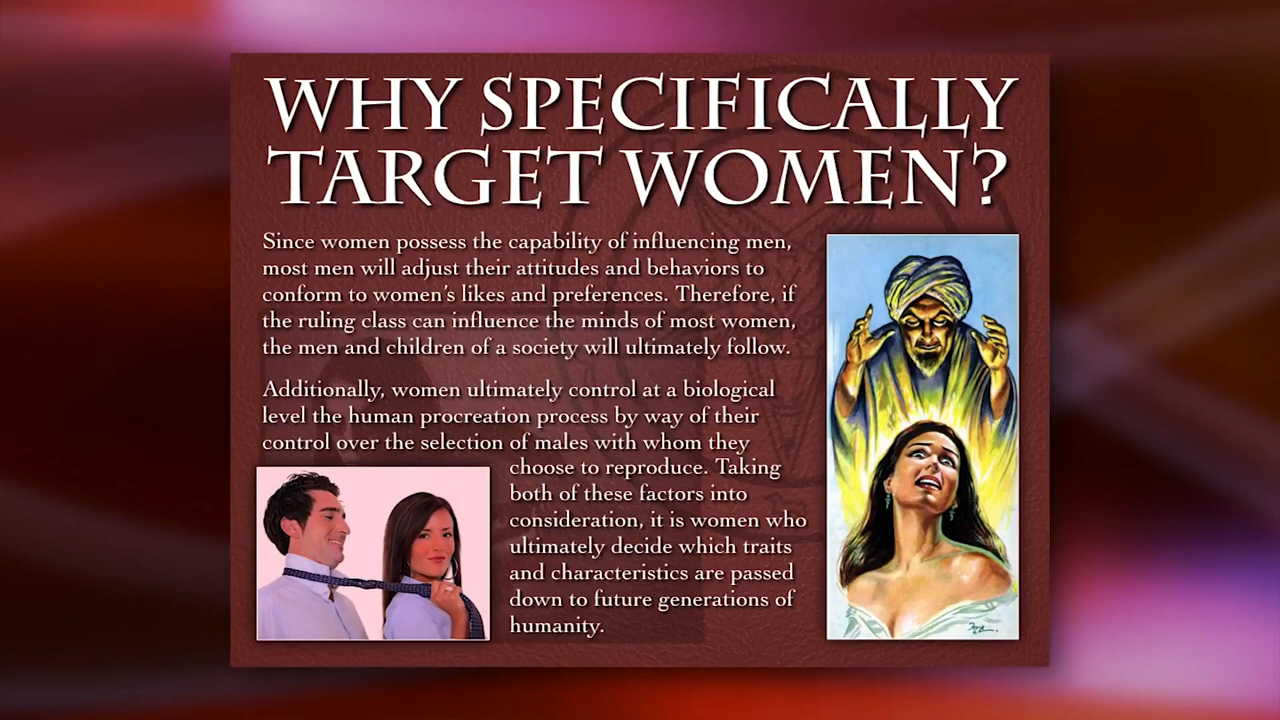 WHY SPECIFICALLY
TARGET WOMEN?
Since women possess the capability of influencing men,
most men will adjust their attitudes and behaviors to
conform to women's likes and preferences. Therefore, if
the ruling class can influence the minds of most women,
the men and children of a society will ultimately follow.
Additionally, women ultimately control at a biological
level the human procreation process by way of their
control over the selection of males with whom they
choose to reproduce. Taking
both of these factors into
consideration, it is women who
ultimately decide which traits
and characteristics are passed
down to future generations of
humanity.